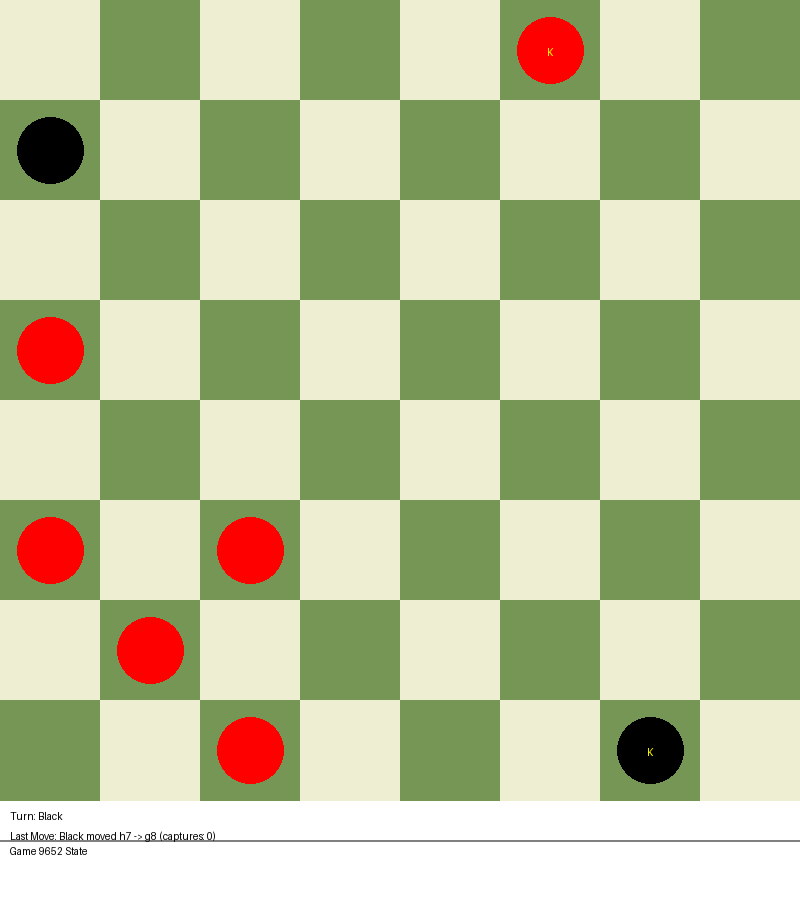 K
K
Turn: Black
Last Move: Black moved h7 -> g8 (captures: 0)
Game 9652 State